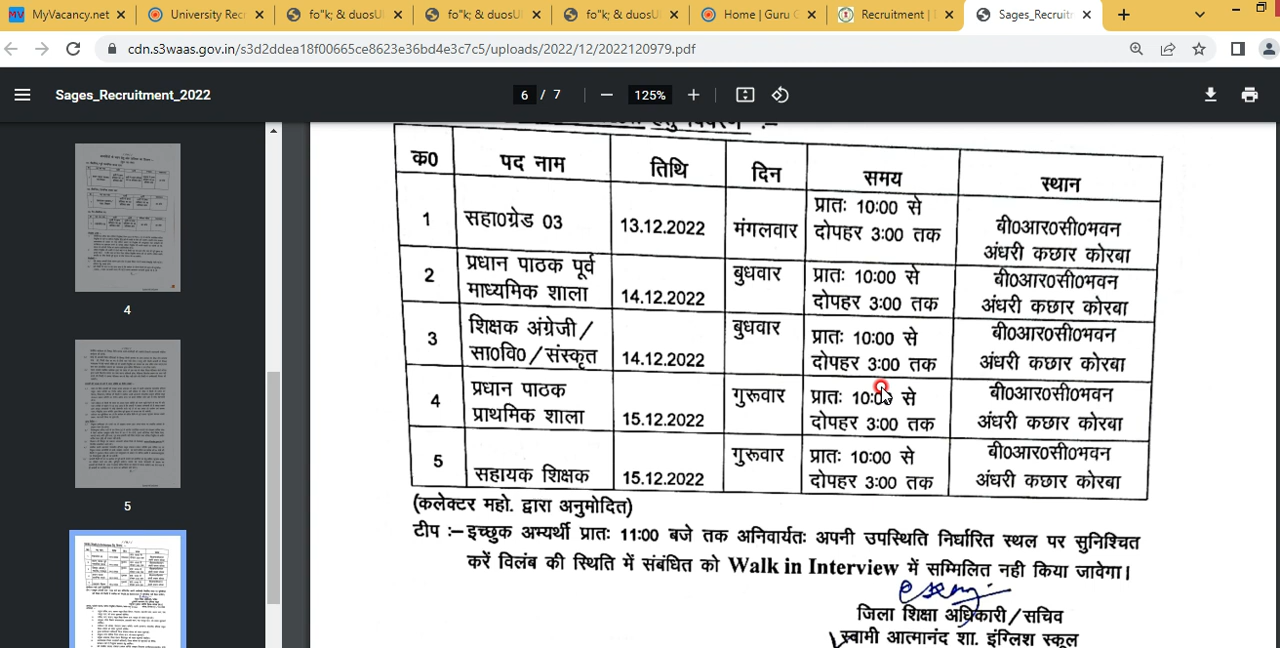 MyVacancy.net
University Rec
fo"k; & duosU
fo"k; & duosU
fo"k; & duosU
Home | Guru
Recruitment |
Sages_Recruitm
cdn.s3waas.gov.in/s3d2ddea18f00665ce8623e36bd4e3c7c5/uploads/2022/12/2022120979.pdf
Sages_Recruitment_2022
6 / 7
125%
4
5
क0 पद नाम तिथि दिन समय स्थान
1 सहा0ग्रेड 03 13.12.2022 मंगलवार प्रातः 10:00 से दोपहर 3:00 तक बी0आर0सी0भवन अंधरी कछार कोरबा
2 प्रधान पाठक पूर्व माध्यमिक शाला 14.12.2022 बुधवार प्रातः 10:00 से दोपहर 3:00 तक बी0आर0सी0भवन अंधरी कछार कोरबा
3 शिक्षक अंग्रेजी/ सा0वि0/संस्कृत 14.12.2022 बुधवार प्रातः 10:00 से दोपहर 3:00 तक बी0आर0सी0भवन अंधरी कछार कोरबा
4 प्रधान पाठक प्राथमिक शाला 15.12.2022 गुरूवार प्रातः 10:00 से दोपहर 3:00 तक बी0आर0सी0भवन अंधरी कछार कोरबा
5 सहायक शिक्षक 15.12.2022 गुरूवार प्रातः 10:00 से दोपहर 3:00 तक बी0आर0सी0भवन अंधरी कछार कोरबा
(कलेक्टर महो. द्वारा अनुमोदित)
टीप :– इच्छुक अभ्यर्थी प्रातः 11:00 बजे तक अनिवार्यतः अपनी उपस्थिति निर्धारित स्थल पर सुनिश्चित
करें विलंब की स्थिति में संबंधित को Walk in Interview में सम्मिलित नही किया जावेगा।
जिला शिक्षा अधिकारी/सचिव
स्वामी आत्मानंद शा. इंग्लिश स्कूल